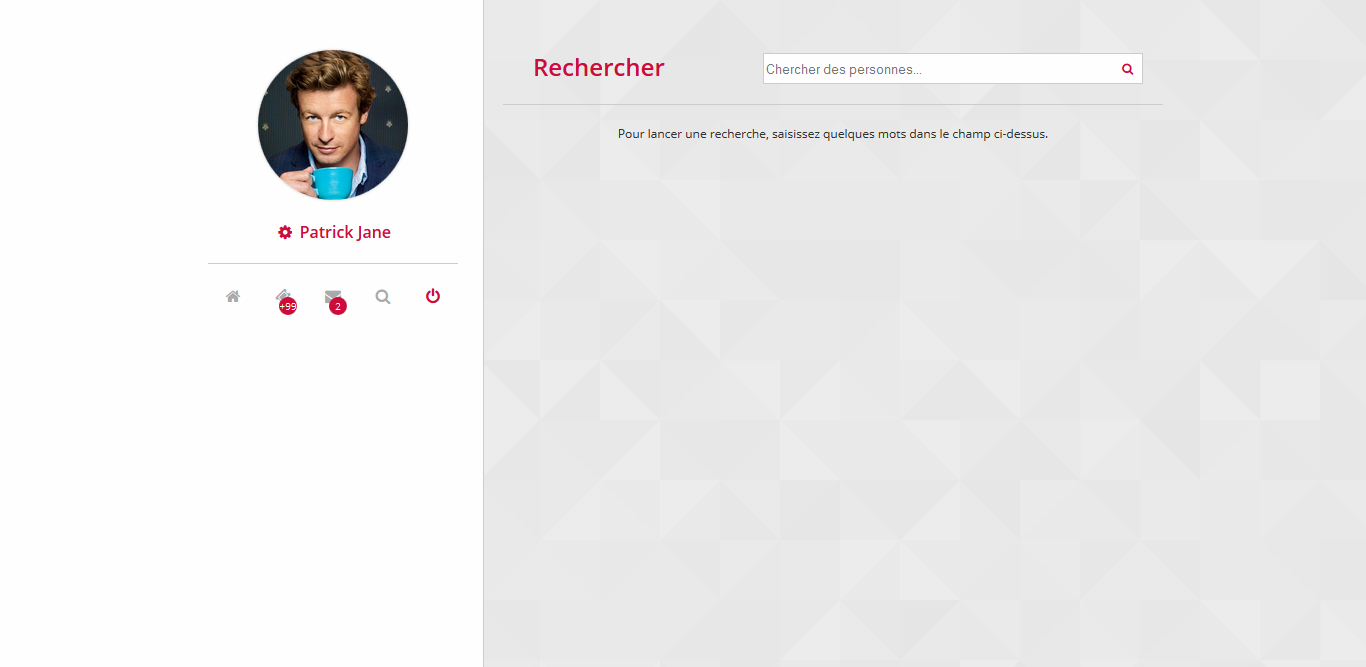 Patrick Jane
+99
2
Rechercher
Chercher des personnes...
Pour lancer une recherche, saisissez quelques mots dans le champ ci-dessus.